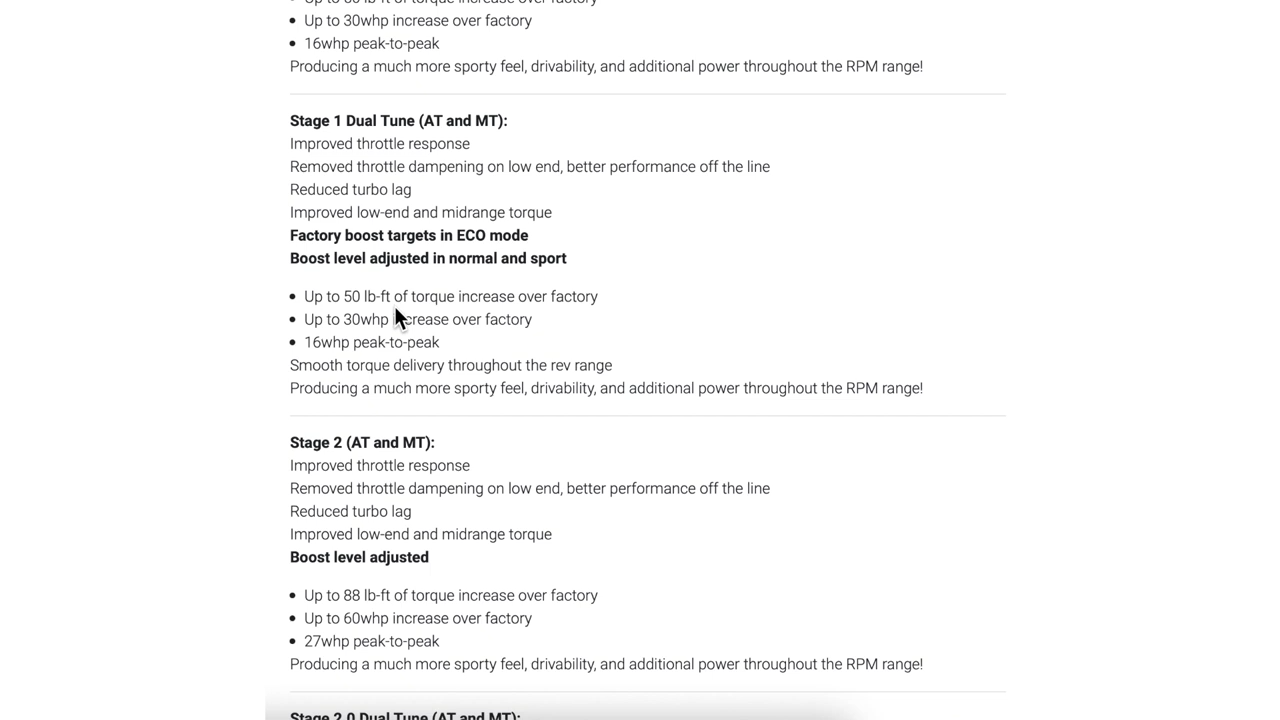 Up to 30whp increase over factory
16whp peak-to-peak
Producing a much more sporty feel, drivability, and additional power throughout the RPM range!
Stage 1 Dual Tune (AT and MT):
Improved throttle response
Removed throttle dampening on low end, better performance off the line
Reduced turbo lag
Improved low-end and midrange torque
Factory boost targets in ECO mode
Boost level adjusted in normal and sport
Up to 50 lb-ft of torque increase over factory
Up to 30whp increase over factory
16whp peak-to-peak
Smooth torque delivery throughout the rev range
Producing a much more sporty feel, drivability, and additional power throughout the RPM range!
Stage 2 (AT and MT):
Improved throttle response
Removed throttle dampening on low end, better performance off the line
Reduced turbo lag
Improved low-end and midrange torque
Boost level adjusted
Up to 88 lb-ft of torque increase over factory
Up to 60whp increase over factory
27whp peak-to-peak
Producing a much more sporty feel, drivability, and additional power throughout the RPM range!
Stage 2.0 Dual Tune (AT and MT):